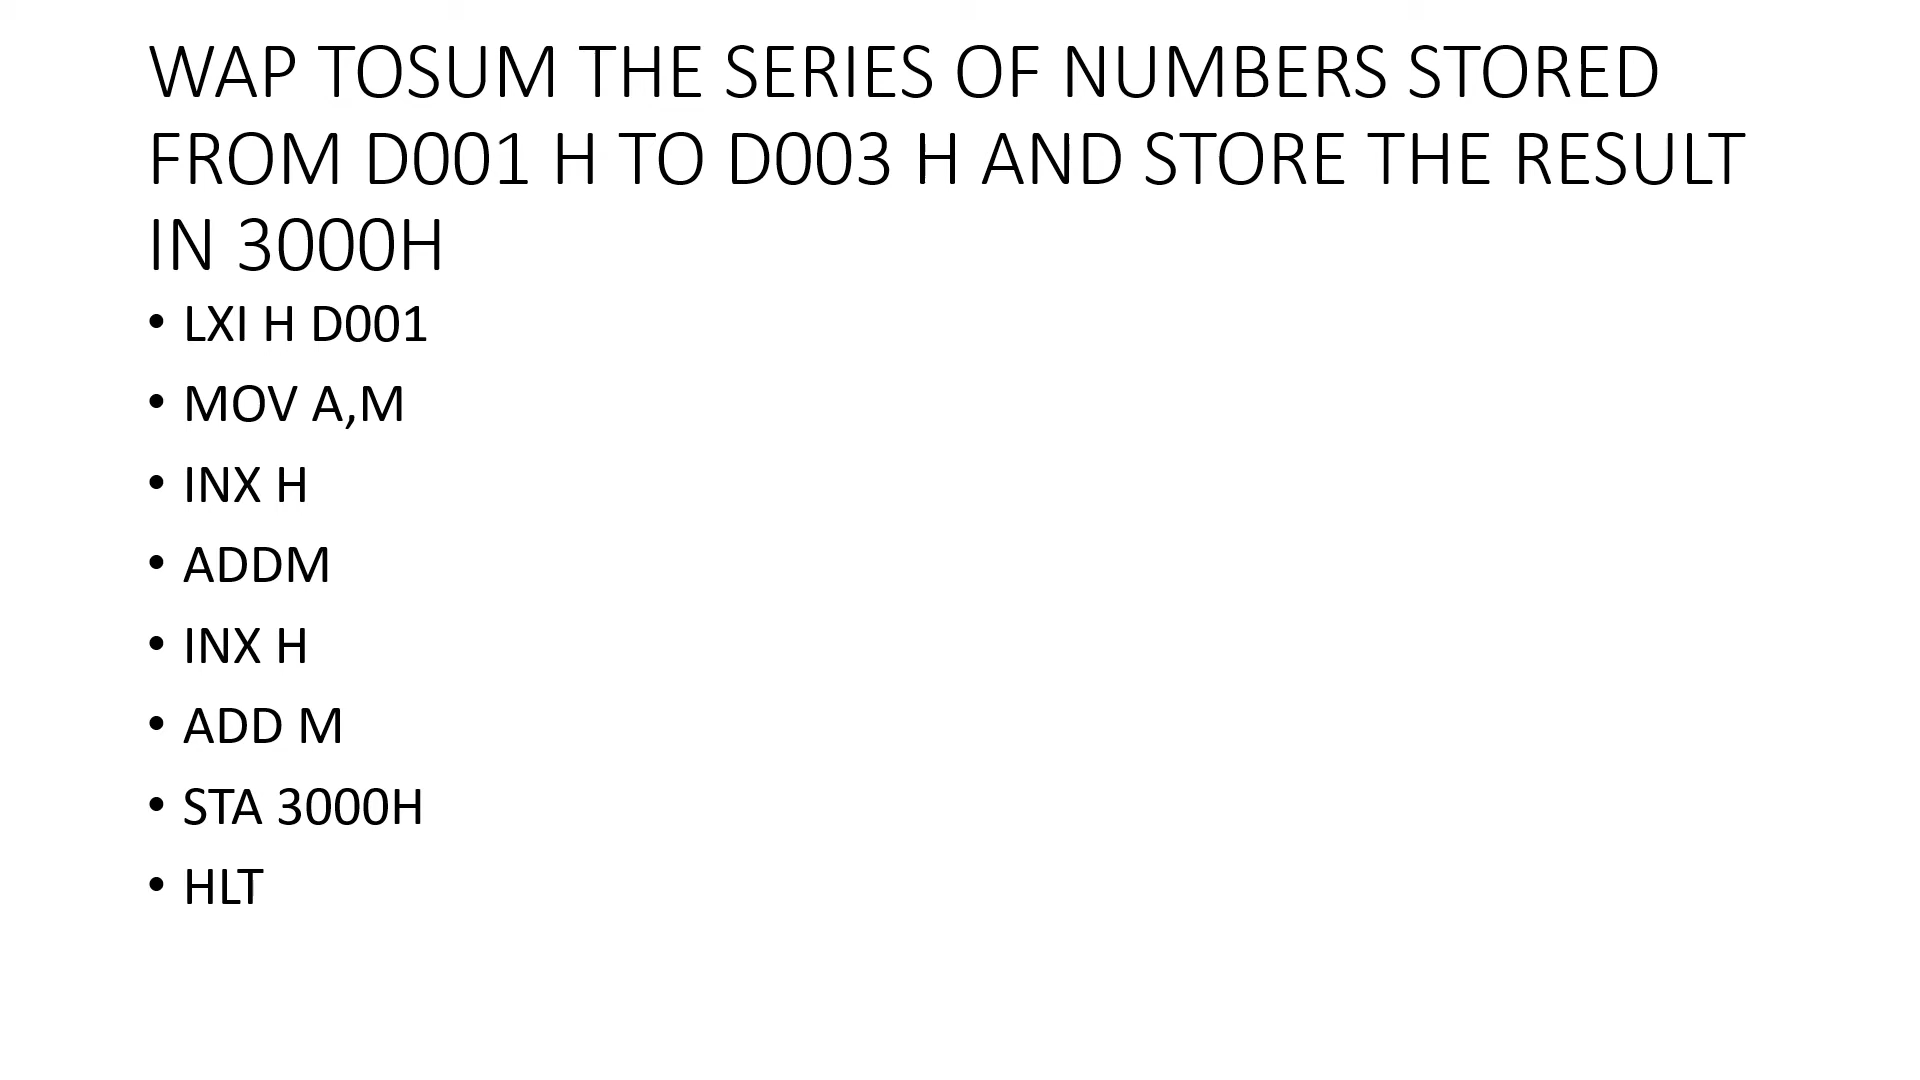 WAP TOSUM THE SERIES OF NUMBERS STORED
FROM D001 H TO D003 H AND STORE THE RESULT
IN 3000H
• LXI H D001
• MOV A,M
• INX H
• ADDM
• INX H
• ADD M
• STA 3000H
• HLT